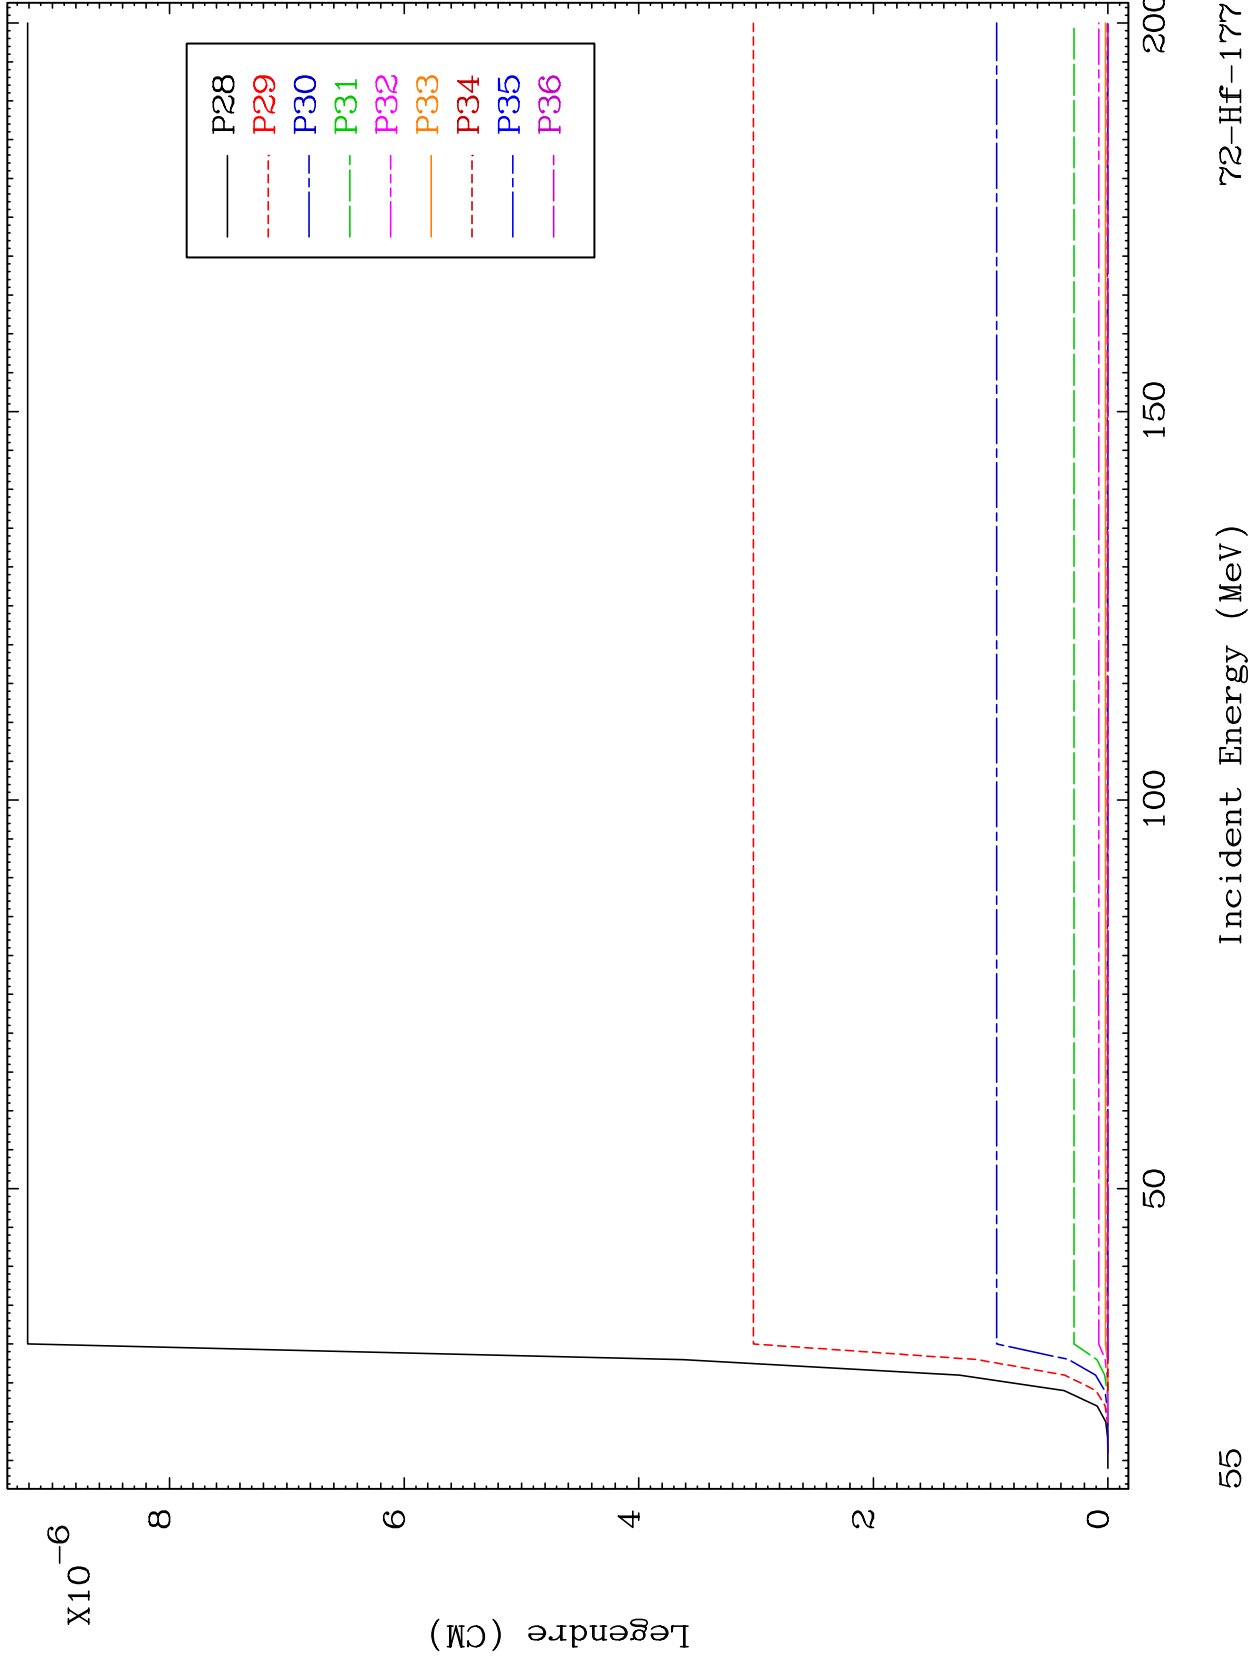 X10-6
8
6
4
2
0
Legendre (CM)
P28
P29
P30
P31
P32
P33
P34
P35
P36
50
100
150
200
Incident Energy (MeV)
55
72-Hf-177